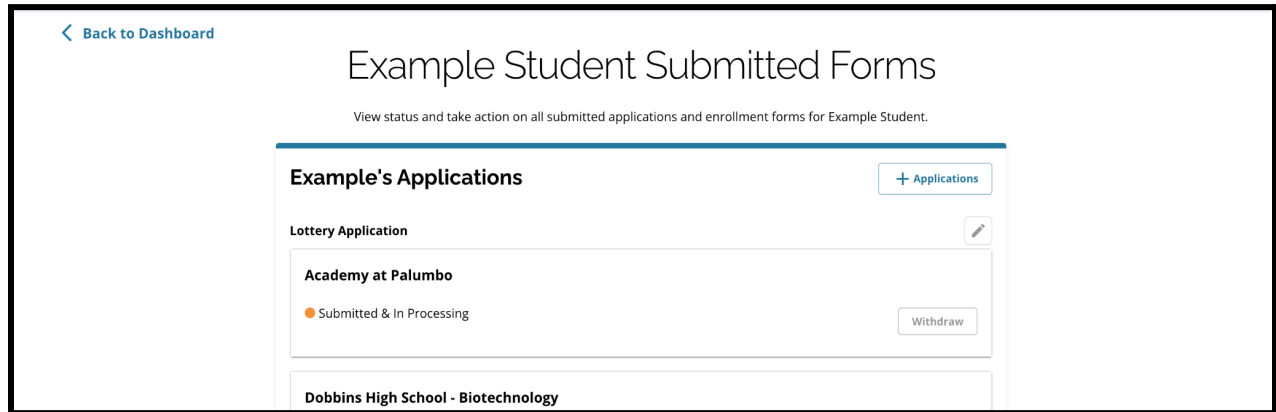 Back to Dashboard
Example Student Submitted Forms
View status and take action on all submitted applications and enrollment forms for Example Student.
Example's Applications
+ Applications
Lottery Application
Academy at Palumbo
Submitted & In Processing
Withdraw
Dobbins High School - Biotechnology